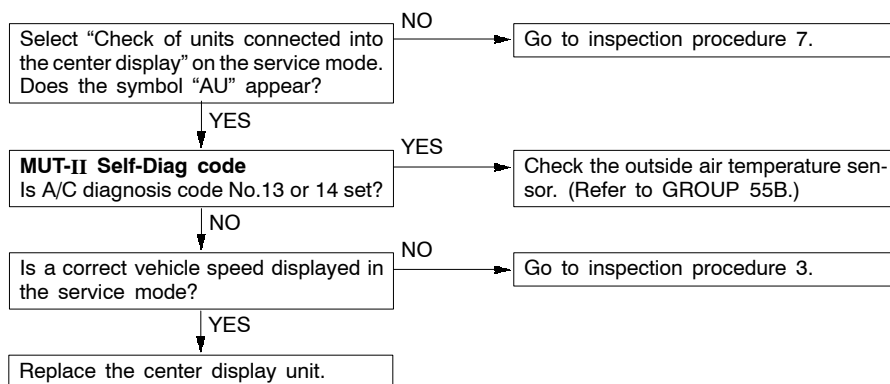 Select “Check of units connected into
the center display” on the service mode.
Does the symbol “AU” appear?
NO
Go to inspection procedure 7.
YES
MUT-II Self-Diag code
Is A/C diagnosis code No.13 or 14 set?
YES
Check the outside air temperature sen-
sor. (Refer to GROUP 55B.)
NO
Is a correct vehicle speed displayed in
the service mode?
NO
Go to inspection procedure 3.
YES
Replace the center display unit.